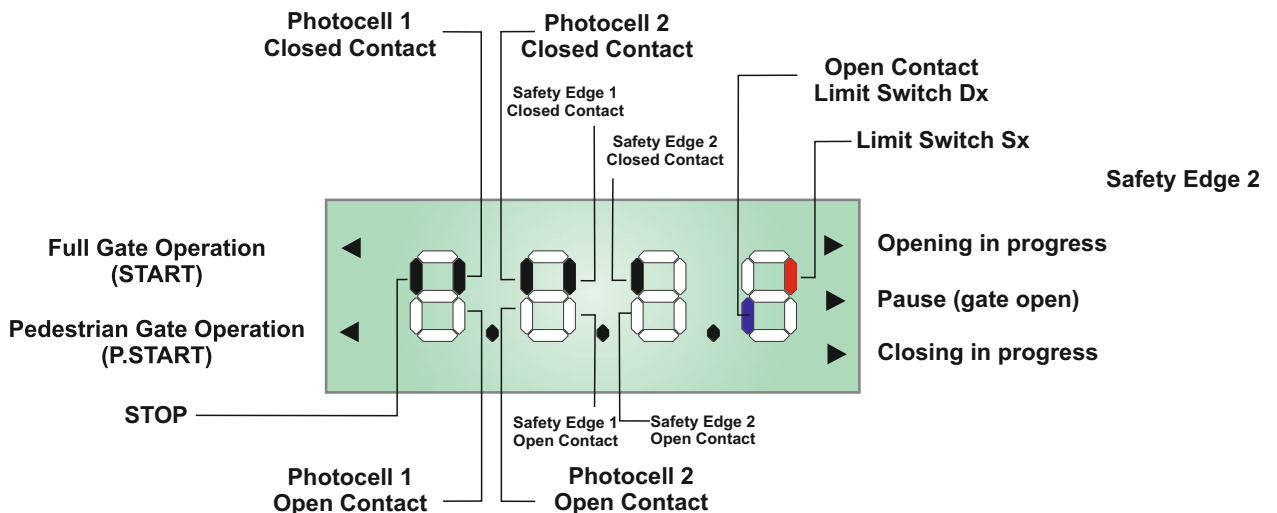 Photocell 1
Closed Contact
Photocell 2
Closed Contact
Open Contact
Limit Switch Dx
Safety Edge 1
Closed Contact
Safety Edge 2
Closed Contact
Limit Switch Sx
Safety Edge 2
Full Gate Operation
(START)
Opening in progress
Pause (gate open)
Pedestrian Gate Operation
(P.START)
Closing in progress
STOP
Safety Edge 1
Open Contact
Safety Edge 2
Open Contact
Photocell 1
Open Contact
Photocell 2
Open Contact